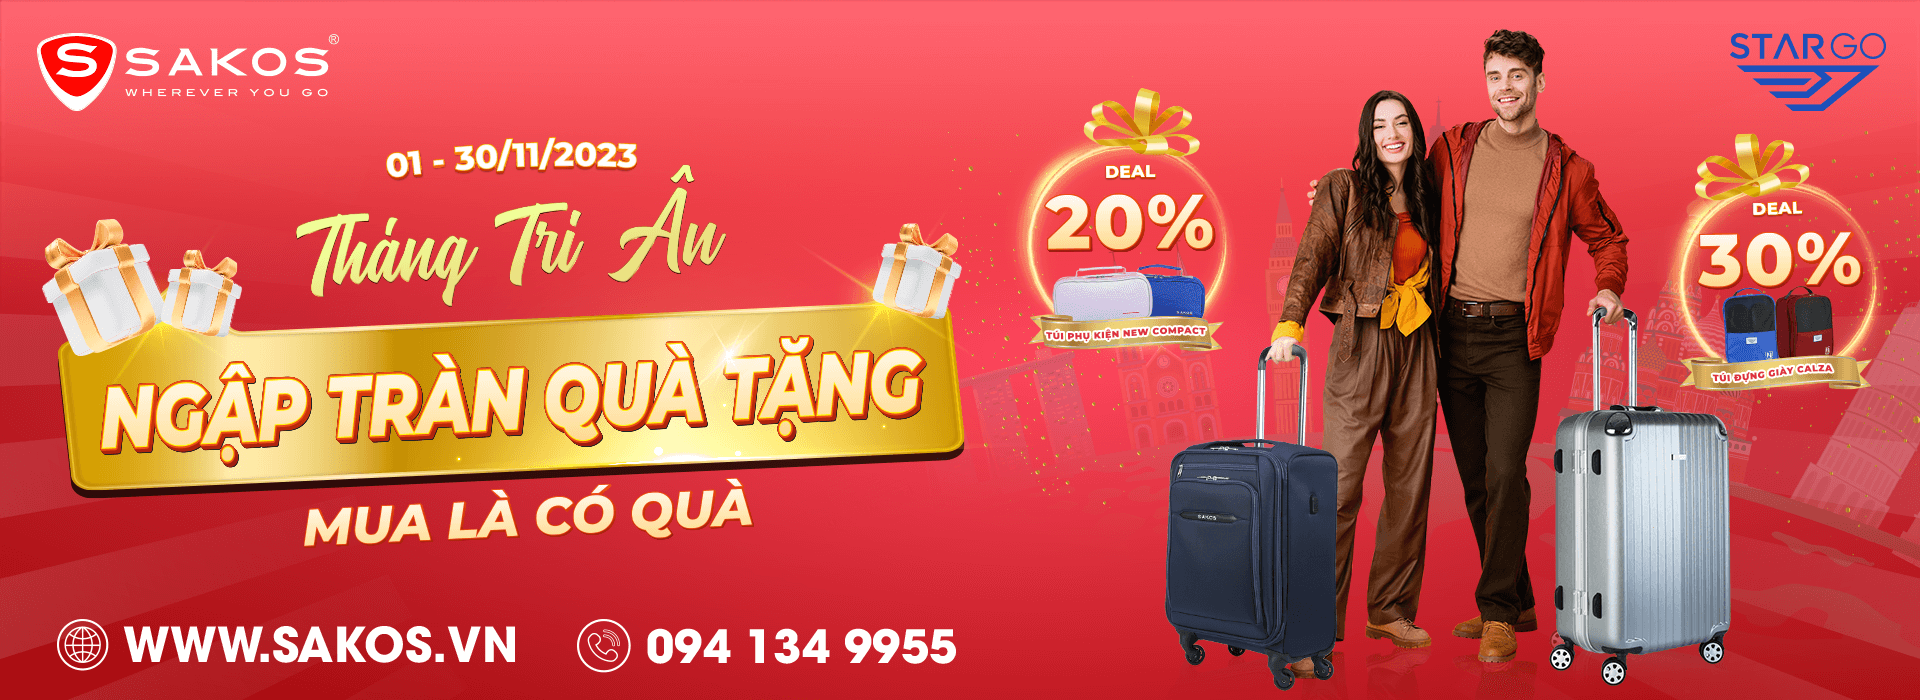 SSAKOS®
WHEREVER YOU GO
STARGO
01 - 30/11/2023
Tháng Tri Ân
NGẬP TRÀN QUÀ TẶNG
MUA LÀ CÓ QUÀ
DEAL
20%
SAKOS
TÚI PHỤ KIỆN NEW COMPACT
DEAL
30%
TÚI ĐỰNG GIÀY CALZA
SAKOS
WWW.SAKOS.VN
094 134 9955